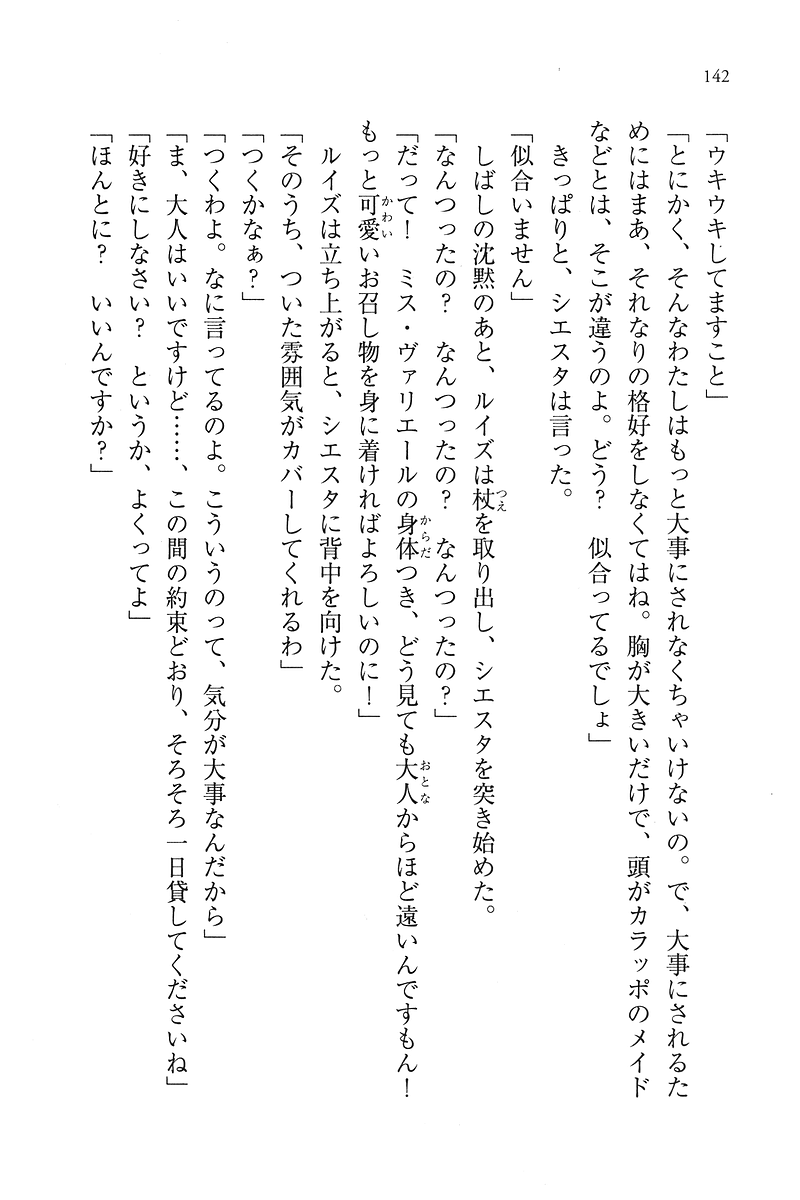 142
「ウキウキしてますこと」
「とにかく、そんなわたしはもっと大事にされなくちゃいけないの。で、大事にされるた
めにはまあ、それなりの格好をしなくてはね。胸が大きいだけで、頭がカラッポのメイド
などとは、そこが違うのよ。どう？　似合ってるでしょ」
　きっぱりと、シエスタは言った。
「似合いません」
　しばしの沈黙のあと、ルイズは杖つえを取り出し、シエスタを突き始めた。
「なんつったの？　なんつったの？　なんつったの？」
「だって！　ミス・ヴァリエールの身体からだつき、どう見ても大人おとなからほど遠いんですもん！
もっと可愛かわいいお召し物を身に着ければよろしいのに！」
　ルイズは立ち上がると、シエスタに背中を向けた。
「そのうち、ついた雰囲気がカバーしてくれるわ」
「つくかなぁ？」
「つくわよ。なに言ってるのよ。こういうのって、気分が大事なんだから」
「ま、大人はいいですけど……、この間の約束どおり、そろそろ一日貸してくださいね」
「好きにしなさい？　というか、よくってよ」
「ほんとに？　いいんですか？」